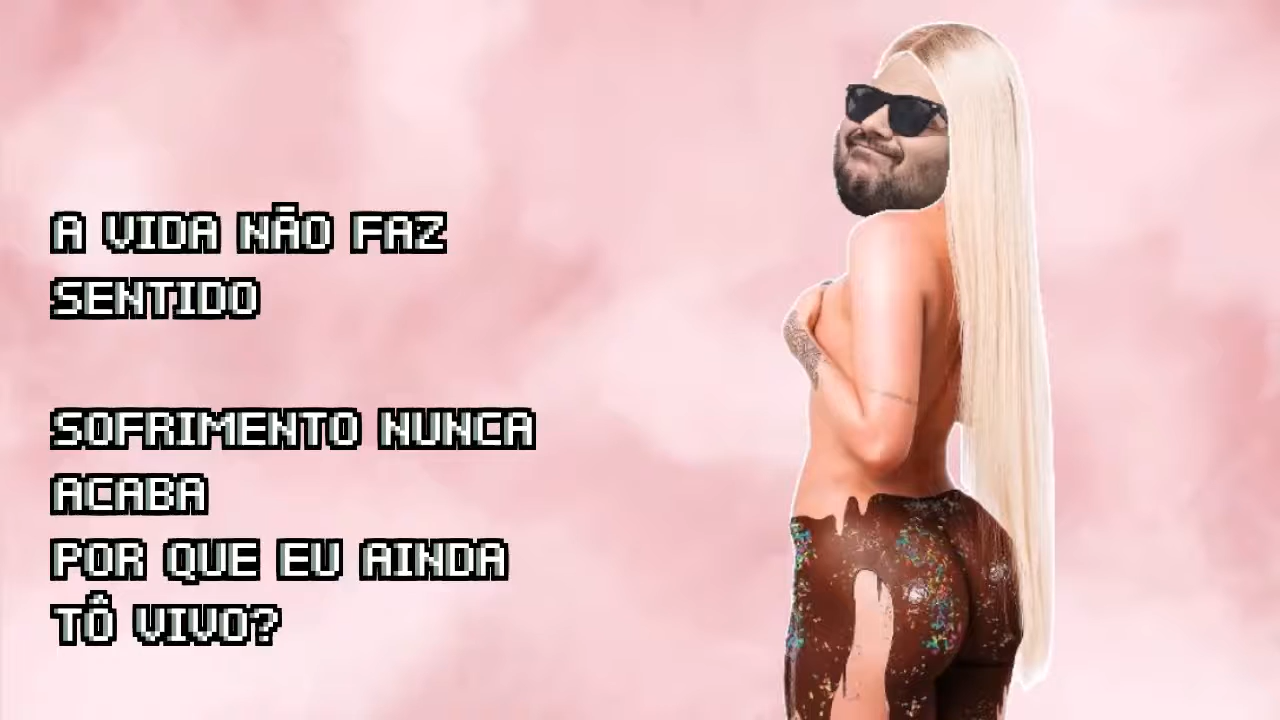 A VIDA NÃO FAZ
SENTIDO
SOFRIMENTO NUNCA
ACABA
POR QUE EU AINDA
TÔ VIVO?